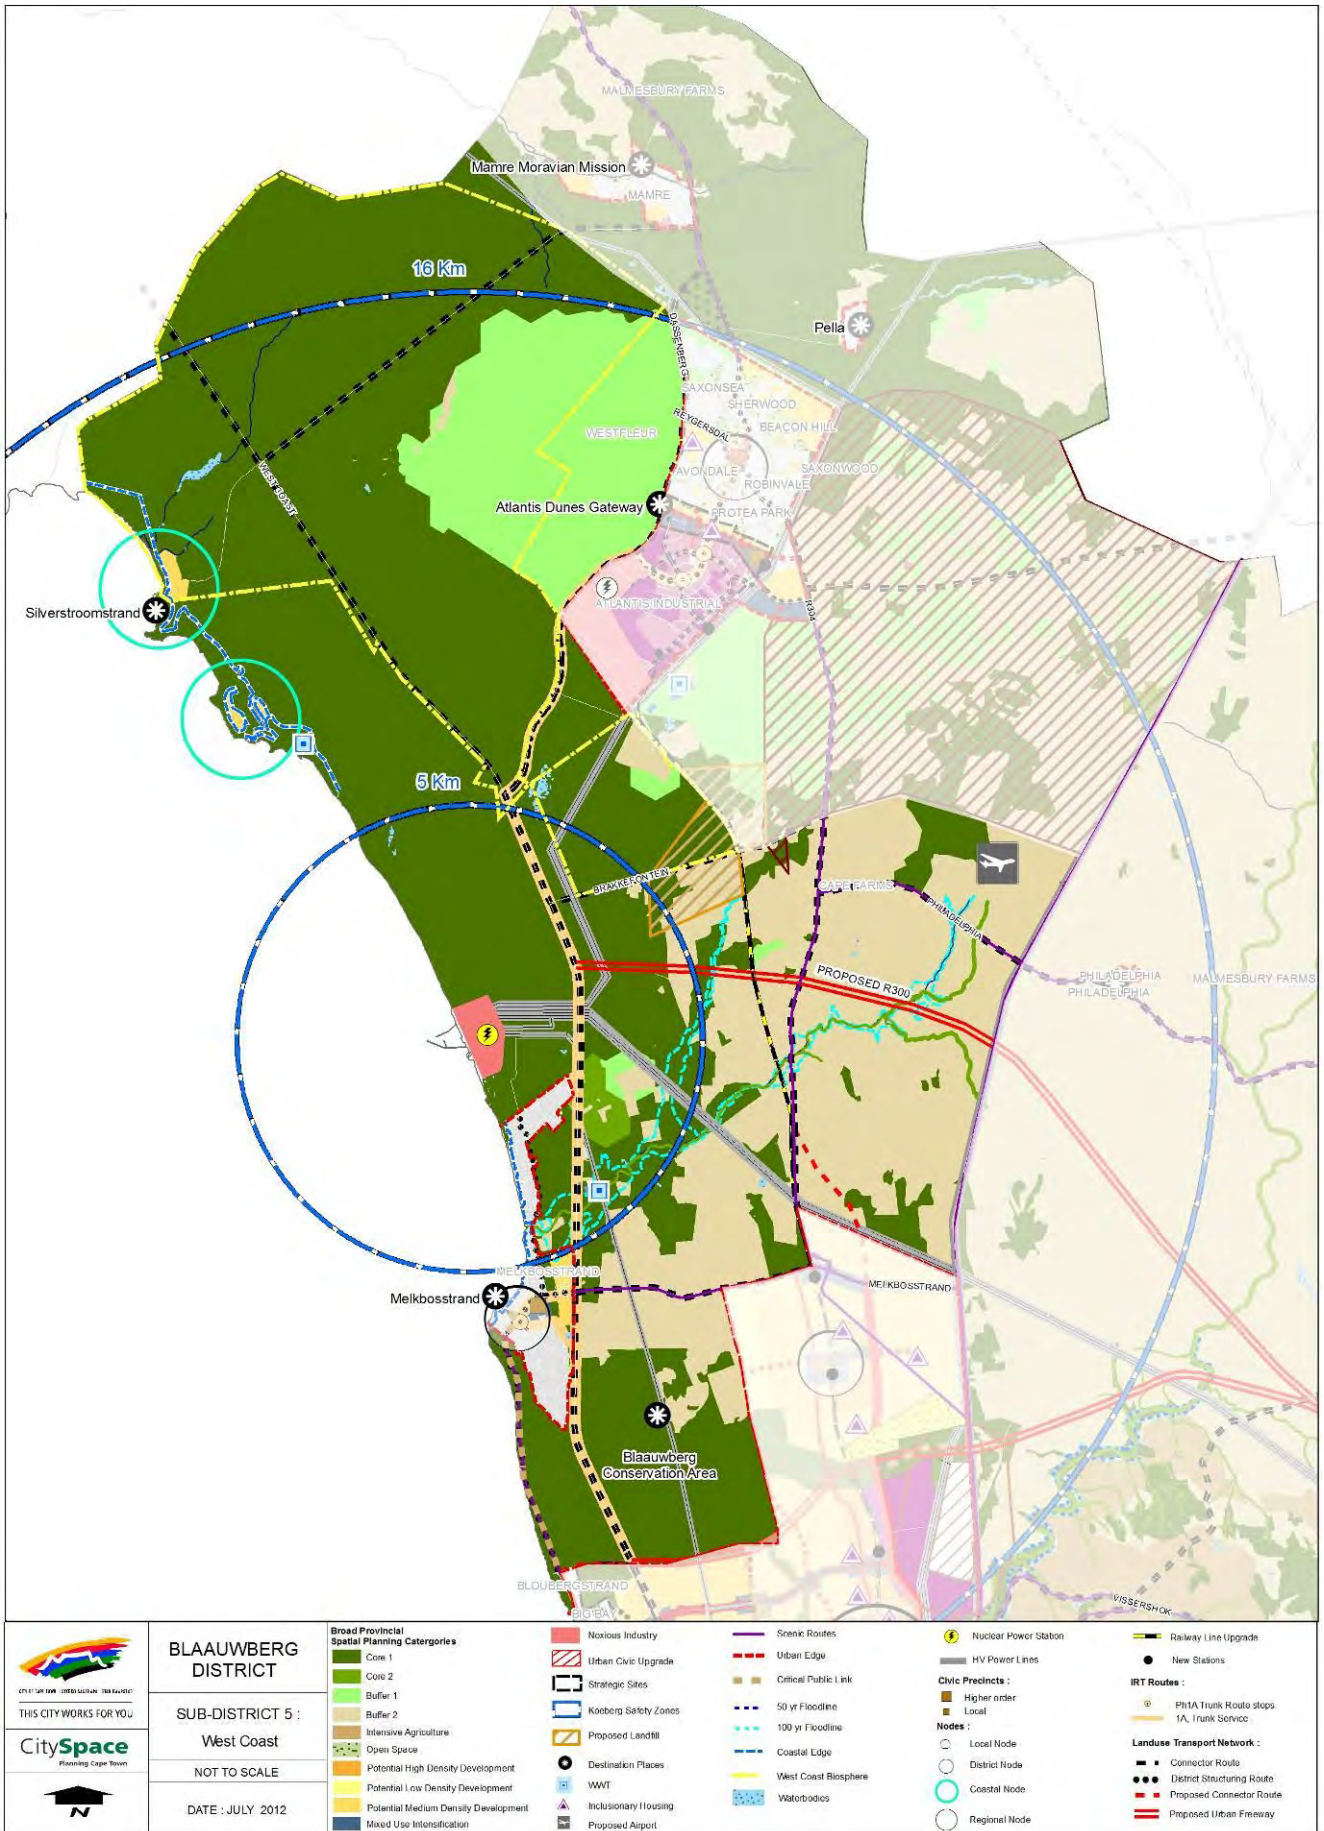 MALMESBURY FARMS
Mamre Moravian Mission
MAMRE
16 Km
Pella
DASSENBERG
SAXONSEA
SHERWOOD
REYGERSDAL
BEACON HILL
WESTFLEUR
AVONDALE
SAXONWOOD
ROBINVALE
WEST COAST
Atlantis Dunes Gateway
PROTEA PARK
ATLANTIS INDUSTRIAL
R304
Silverstroomstrand
5 Km
BRAKKEFONTEIN
CAPE FARMS
PHILADELPHIA
PROPOSED R300
PHILADELPHIA
PHILADELPHIA
MALMESBURY FARMS
MELKBOSSTRAND
MELKBOSSTRAND
Melkbosstrand
Blaauwberg
Conservation Area
BLOUBERGSTRAND
BIG BAY
VISSERSHOK
THIS CITY WORKS FOR YOU
CitySpace
Planning Cape Town
N
BLAAUWBERG
DISTRICT
SUB-DISTRICT 5 :
West Coast
NOT TO SCALE
DATE : JULY 2012
Broad Provincial
Spatial Planning Catergories
Core 1
Core 2
Buffer 1
Buffer 2
Intensive Agriculture
Open Space
Potential High Density Development
Potential Low Density Development
Potential Medium Density Development
Mixed Use Intensification
Noxious Industry
Urban Civic Upgrade
Strategic Sites
Koeberg Safety Zones
Proposed Landfill
Destination Places
WWT
Inclusionary Housing
Proposed Airport
Scenic Routes
Urban Edge
Critical Public Link
50 yr Floodline
100 yr Floodline
Coastal Edge
West Coast Biosphere
Waterbodies
Nuclear Power Station
HV Power Lines
Civic Precincts :
Higher order
Local
Nodes :
Local Node
District Node
Coastal Node
Regional Node
Railway Line Upgrade
New Stations
IRT Routes :
Ph1A Trunk Route stops
1A, Trunk Service
Landuse Transport Network :
Connector Route
District Structuring Route
Proposed Connector Route
Proposed Urban Freeway